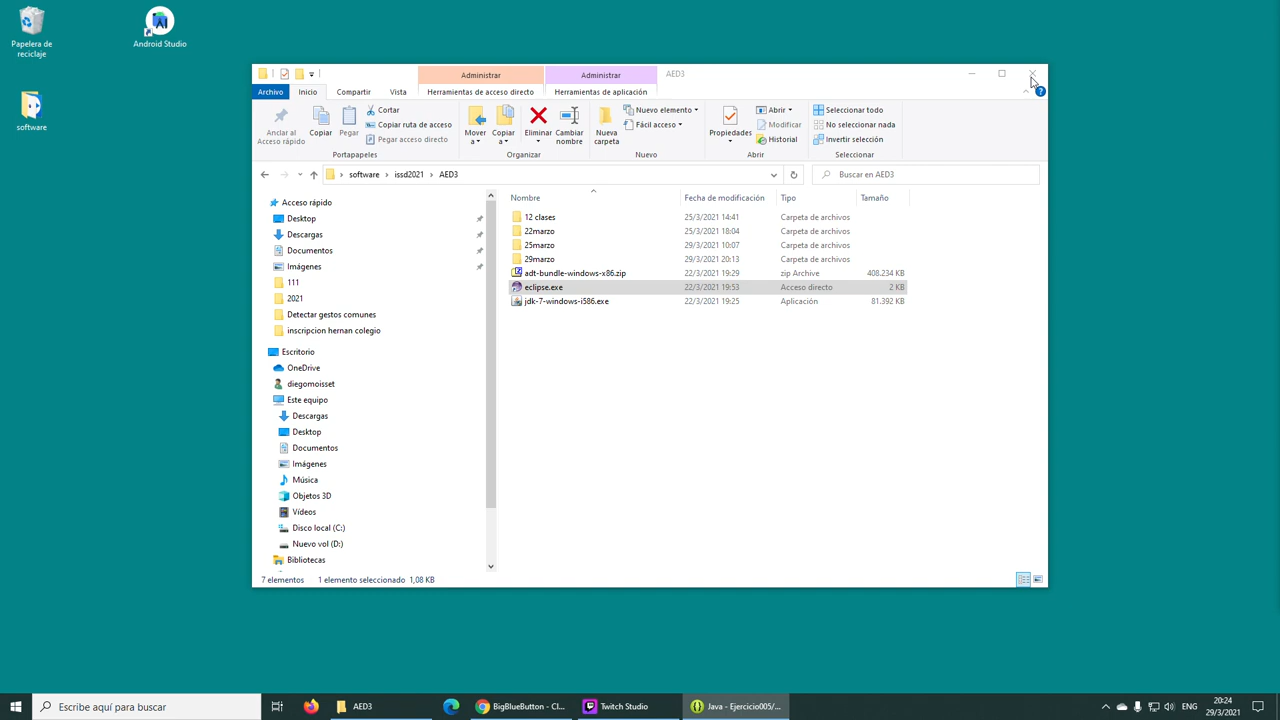 Papelera de
reciclaje
Android Studio
software
Administrar
Administrar
AED3
Archivo
Inicio
Compartir
Vista
Herramientas de acceso directo
Herramientas de aplicación
Anclar al
Acceso rápido
Copiar
Pegar
Cortar
Copiar ruta de acceso
Pegar acceso directo
Portapapeles
Mover
a
Copiar
a
Eliminar
Cambiar
nombre
Organizar
Nueva
carpeta
Nuevo elemento
Fácil acceso
Nuevo
Propiedades
Abrir
Modificar
Historial
Abrir
Seleccionar todo
No seleccionar nada
Invertir selección
Seleccionar
software
issd2021
AED3
Buscar en AED3
Acceso rápido
Desktop
Descargas
Documentos
Imágenes
111
2021
Detectar gestos comunes
inscripcion hernan colegio
Escritorio
OneDrive
diegomoisset
Este equipo
Descargas
Desktop
Documentos
Imágenes
Música
Objetos 3D
Vídeos
Disco local (C:)
Nuevo vol (D:)
Bibliotecas
Nombre Fecha de modificación Tipo Tamaño
12 clases 25/3/2021 14:41 Carpeta de archivos
22marzo 25/3/2021 18:04 Carpeta de archivos
25marzo 29/3/2021 10:07 Carpeta de archivos
29marzo 29/3/2021 20:13 Carpeta de archivos
adt-bundle-windows-x86.zip 22/3/2021 19:29 zip Archive 408.234 KB
eclipse.exe 22/3/2021 19:53 Acceso directo 2 KB
jdk-7-windows-i586.exe 22/3/2021 19:25 Aplicación 81.392 KB
7 elementos 1 elemento seleccionado 1,08 KB
Escribe aquí para buscar
AED3
BigBlueButton - Cl...
Twitch Studio
Java - Ejercicio005/...
ENG
20:24
29/3/2021